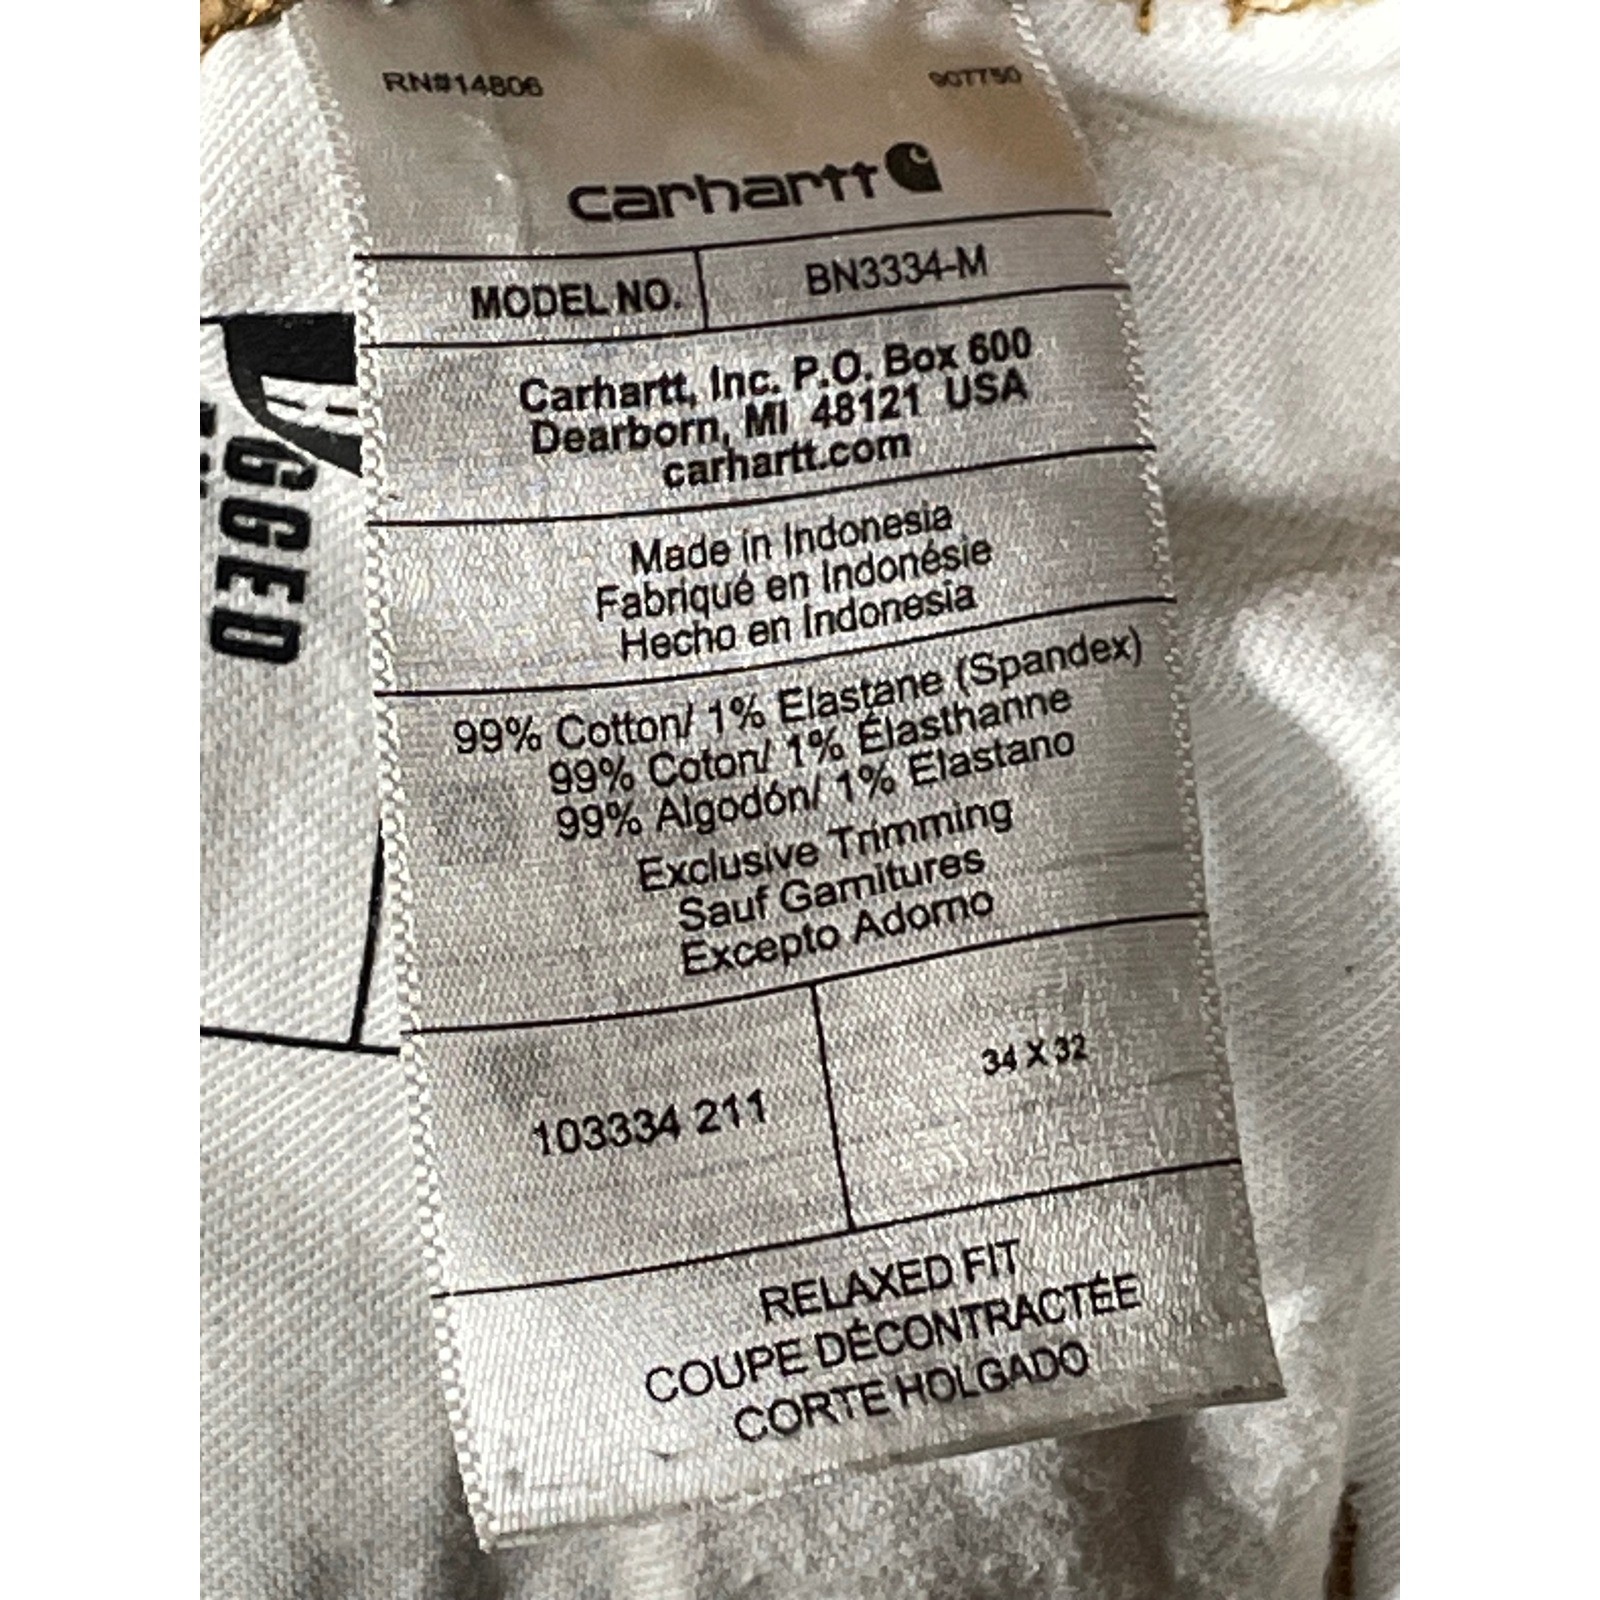 RN#14806 907750
carhartt
MODEL NO. BN3334-M
Carhartt, Inc. P.O. Box 600
Dearborn, MI 48121 USA
carhartt.com
Made in Indonesia
Fabriqué en Indonésie
Hecho en Indonesia
99% Cotton/ 1% Elastane (Spandex)
99% Coton/ 1% Élasthanne
99% Algodón/ 1% Elastano
Exclusive Trimming
Sauf Garnitures
Excepto Adorno
103334 211 34 X 32
RELAXED FIT
COUPE DÉCONTRACTÉE
CORTE HOLGADO
GGED